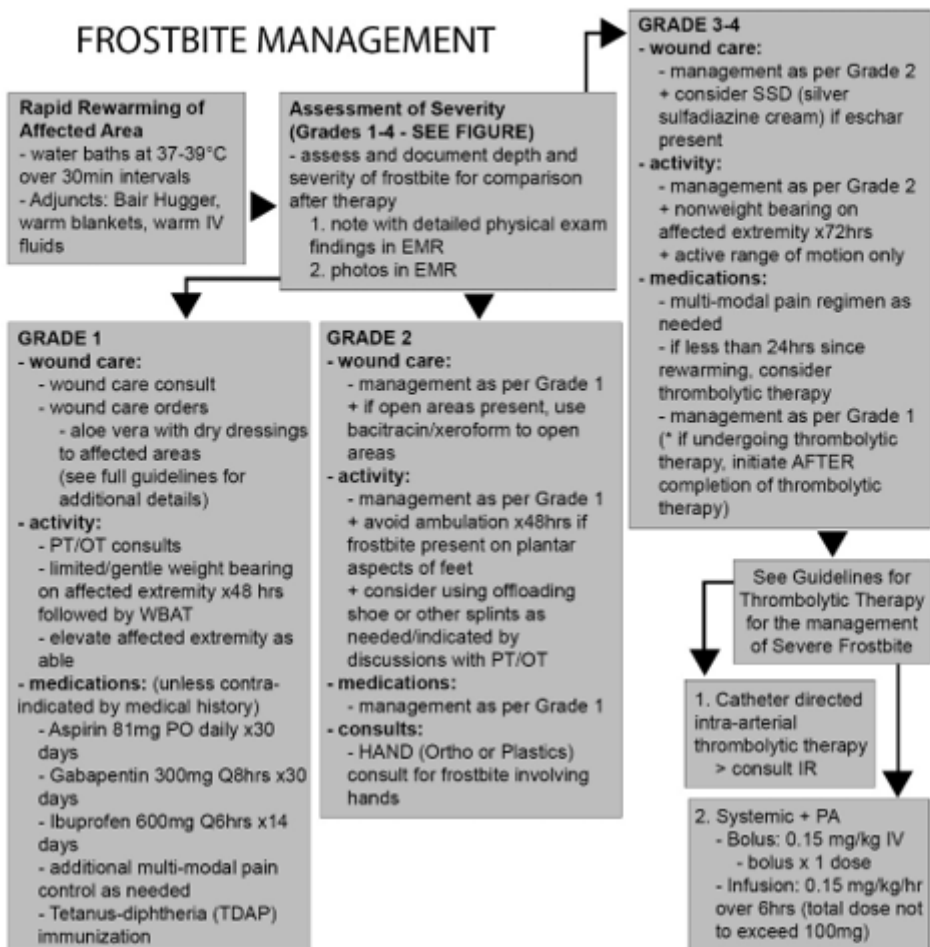 FROSTBITE MANAGEMENT
Rapid Rewarming of
Affected Area
- water baths at 37-39°C
over 30min intervals
- Adjuncts: Bair Hugger,
warm blankets, warm IV
fluids
Assessment of Severity
(Grades 1-4 - SEE FIGURE)
- assess and document depth and
severity of frostbite for comparison
after therapy
1. note with detailed physical exam
findings in EMR
2. photos in EMR
GRADE 1
- wound care:
- wound care consult
- wound care orders
- aloe vera with dry dressings
to affected areas
(see full guidelines for
additional details)
- activity:
- PT/OT consults
- limited/gentle weight bearing
on affected extremity x48 hrs
followed by WBAT
- elevate affected extremity as
able
- medications: (unless contra-
indicated by medical history)
- Aspirin 81mg PO daily x30
days
- Gabapentin 300mg Q8hrs x30
days
- Ibuprofen 600mg Q6hrs x14
days
- additional multi-modal pain
control as needed
- Tetanus-diphtheria (TDAP)
immunization
GRADE 2
- wound care:
- management as per Grade 1
+ if open areas present, use
bacitracin/xeroform to open
areas
- activity:
- management as per Grade 1
+ avoid ambulation x48hrs if
frostbite present on plantar
aspects of feet
+ consider using offloading
shoe or other splints as
needed/indicated by
discussions with PT/OT
- medications:
- management as per Grade 1
- consults:
- HAND (Ortho or Plastics)
consult for frostbite involving
hands
GRADE 3-4
- wound care:
- management as per Grade 2
+ consider SSD (silver
sulfadiazine cream) if eschar
present
- activity:
- management as per Grade 2
+ nonweight bearing on
affected extremity x72hrs
+ active range of motion only
- medications:
- multi-modal pain regimen as
needed
- if less than 24hrs since
rewarming, consider
thrombolytic therapy
- management as per Grade 1
(* if undergoing thrombolytic
therapy, initiate AFTER
completion of thrombolytic
therapy)
See Guidelines for
Thrombolytic Therapy
for the management
of Severe Frostbite
1. Catheter directed
intra-arterial
thrombolytic therapy
> consult IR
2. Systemic + PA
- Bolus: 0.15 mg/kg IV
- bolus x 1 dose
- Infusion: 0.15 mg/kg/hr
over 6hrs (total dose not
to exceed 100mg)